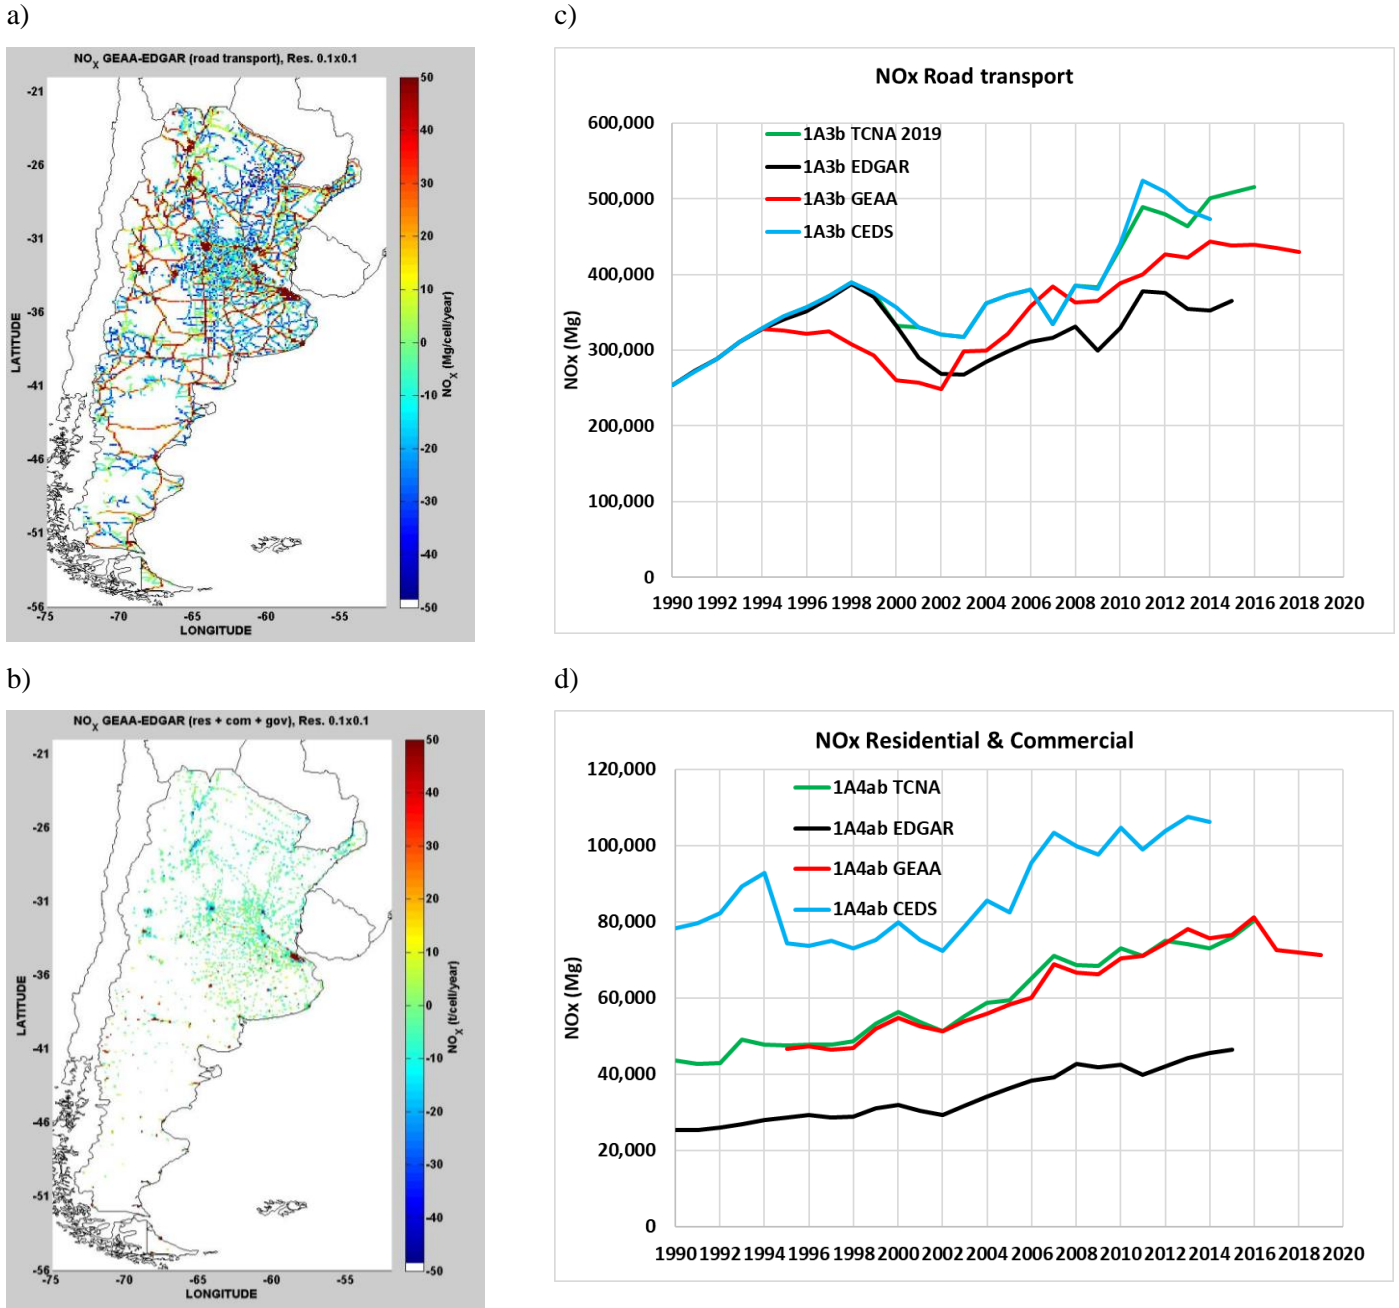 a)
NOX GEAA-EDGAR (road transport), Res. 0.1x0.1
-21
-26
-31
-36
-41
-46
-51
-56
LATITUDE
-75 -70 -65 -60 -55
LONGITUDE
50
40
30
20
10
0
-10
-20
-30
-40
-50
NOX (Mg/cell/year)
c)
NOx Road transport
600,000
500,000
400,000
300,000
200,000
100,000
0
NOx (Mg)
1A3b TCNA 2019
1A3b EDGAR
1A3b GEAA
1A3b CEDS
1990 1992 1994 1996 1998 2000 2002 2004 2006 2008 2010 2012 2014 2016 2018 2020
b)
NOX GEAA-EDGAR (res + com + gov), Res. 0.1x0.1
-21
-26
-31
-36
-41
-46
-51
-56
LATITUDE
-75 -70 -65 -60 -55
LONGITUDE
50
40
30
20
10
0
-10
-20
-30
-40
-50
NOX (t/cell/year)
d)
NOx Residential & Commercial
120,000
100,000
80,000
60,000
40,000
20,000
0
NOx (Mg)
1A4ab TCNA
1A4ab EDGAR
1A4ab GEAA
1A4ab CEDS
1990 1992 1994 1996 1998 2000 2002 2004 2006 2008 2010 2012 2014 2016 2018 2020